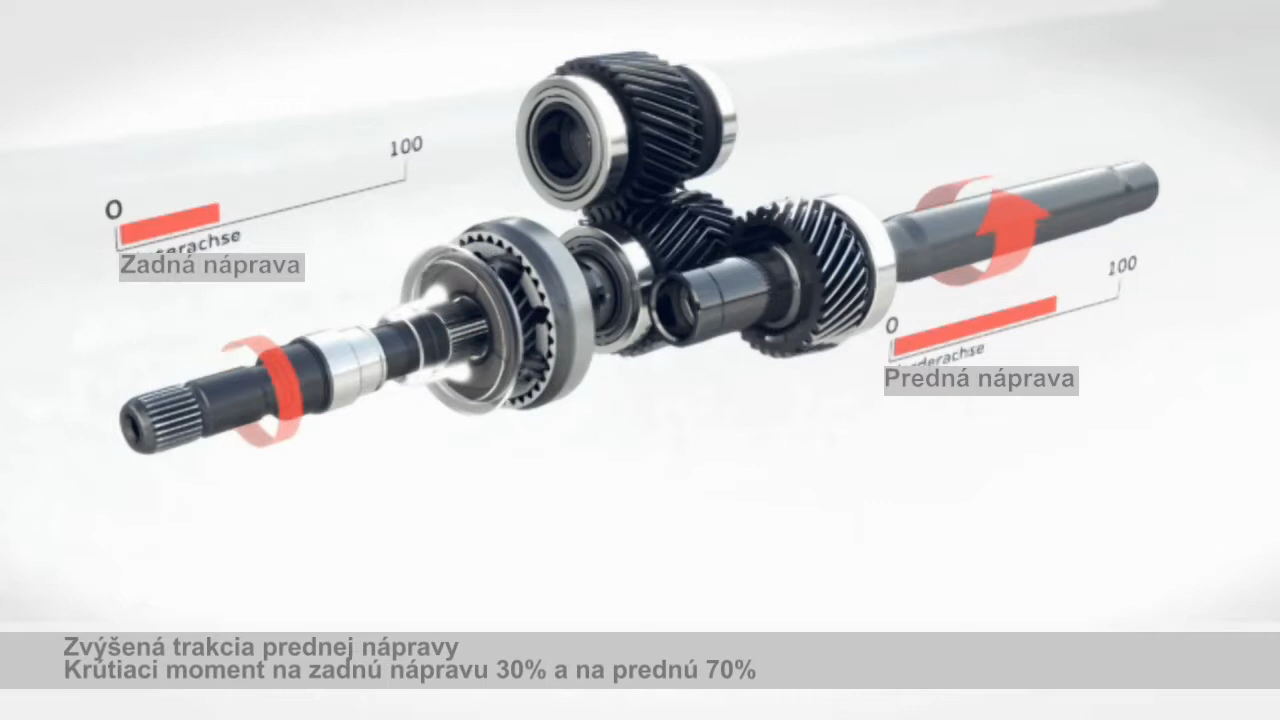 100
0
Zadná náprava
100
0
Predná náprava
Zvýšená trakcia prednej nápravy
Krútiaci moment na zadnú nápravu 30% a na prednú 70%